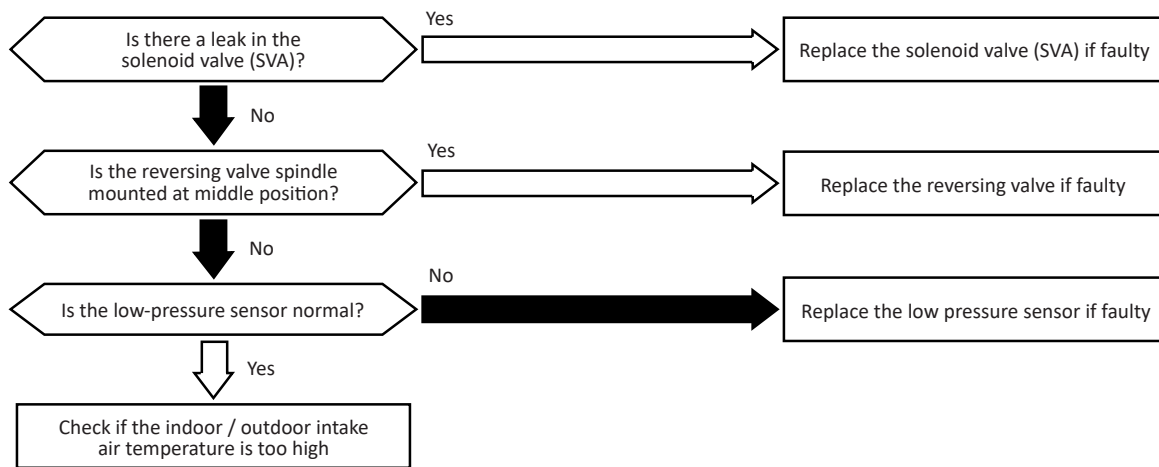 Is there a leak in the
solenoid valve (SVA)?
Yes
Replace the solenoid valve (SVA) if faulty
No
Is the reversing valve spindle
mounted at middle position?
Yes
Replace the reversing valve if faulty
No
Is the low-pressure sensor normal?
No
Replace the low pressure sensor if faulty
Yes
Check if the indoor / outdoor intake
air temperature is too high